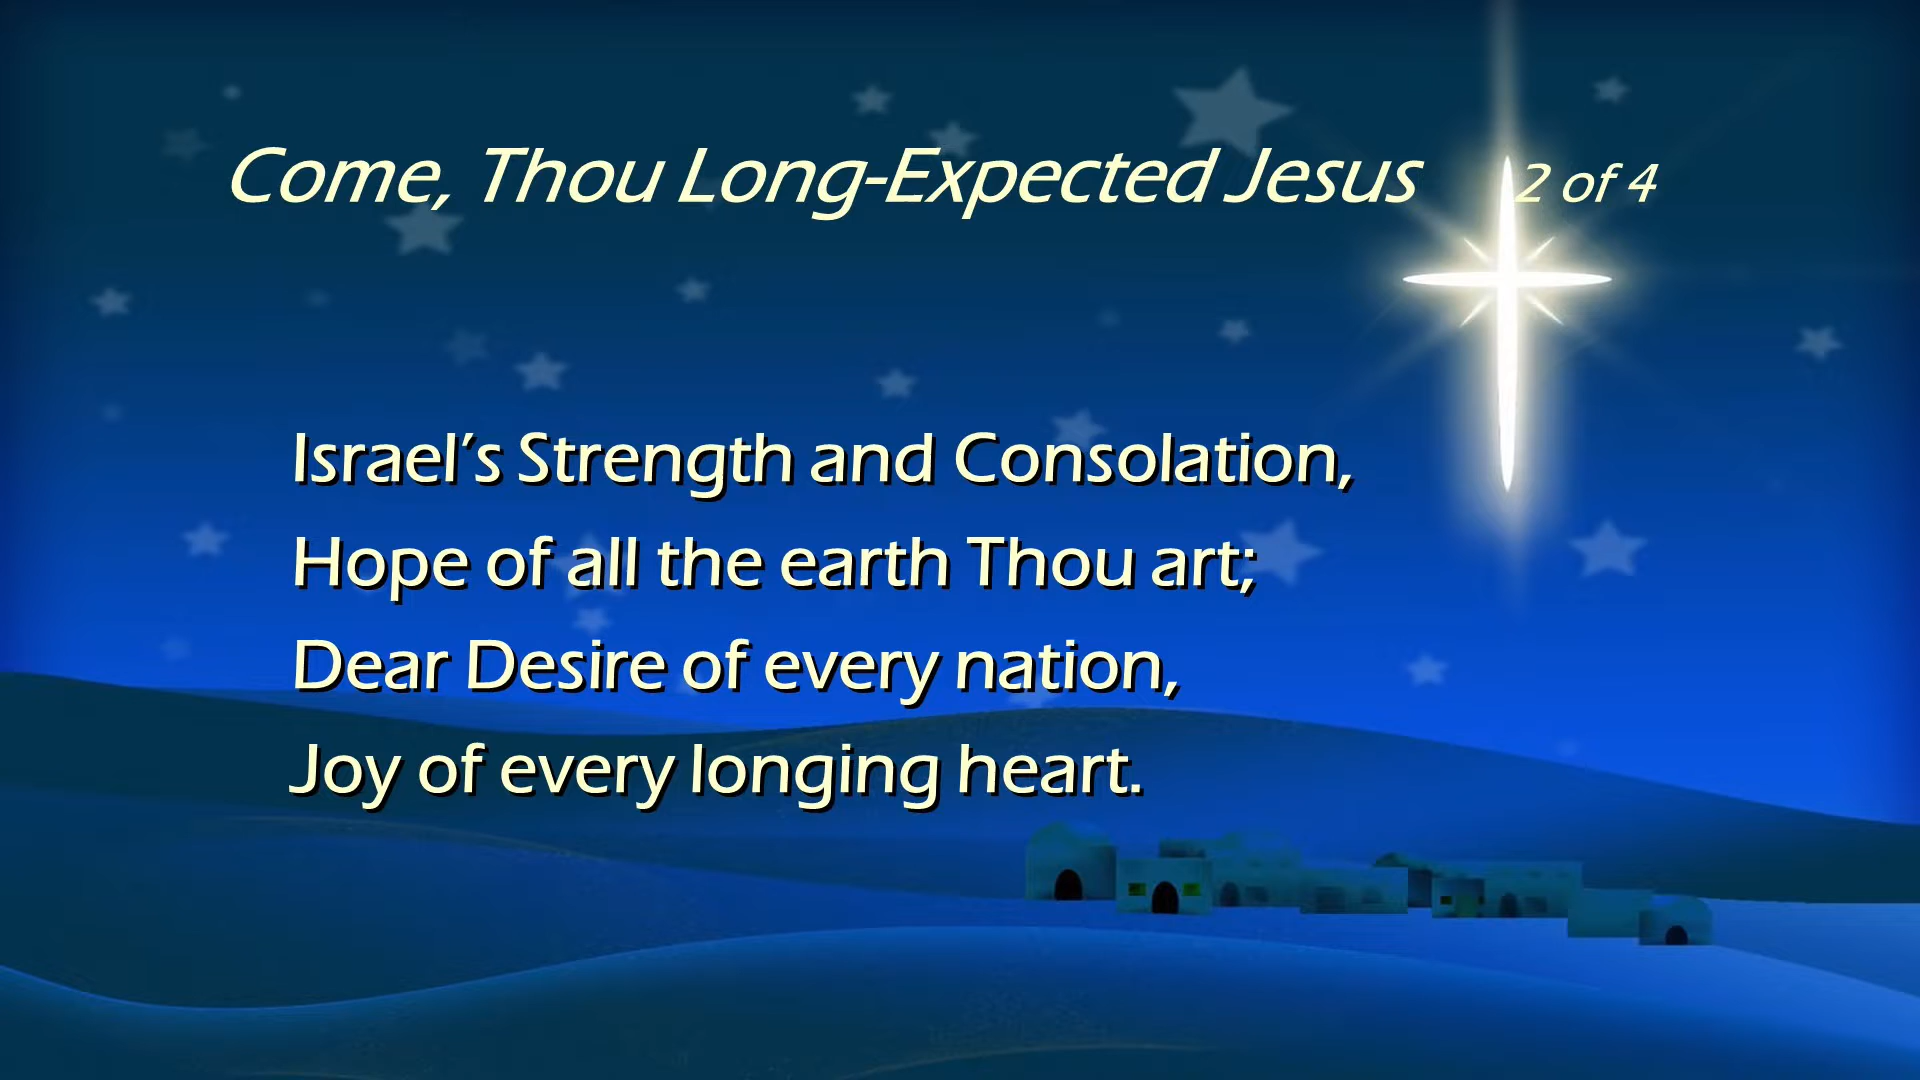 Come, Thou Long-Expected Jesus 2 of 4
Israel’s Strength and Consolation,
Hope of all the earth Thou art;
Dear Desire of every nation,
Joy of every longing heart.